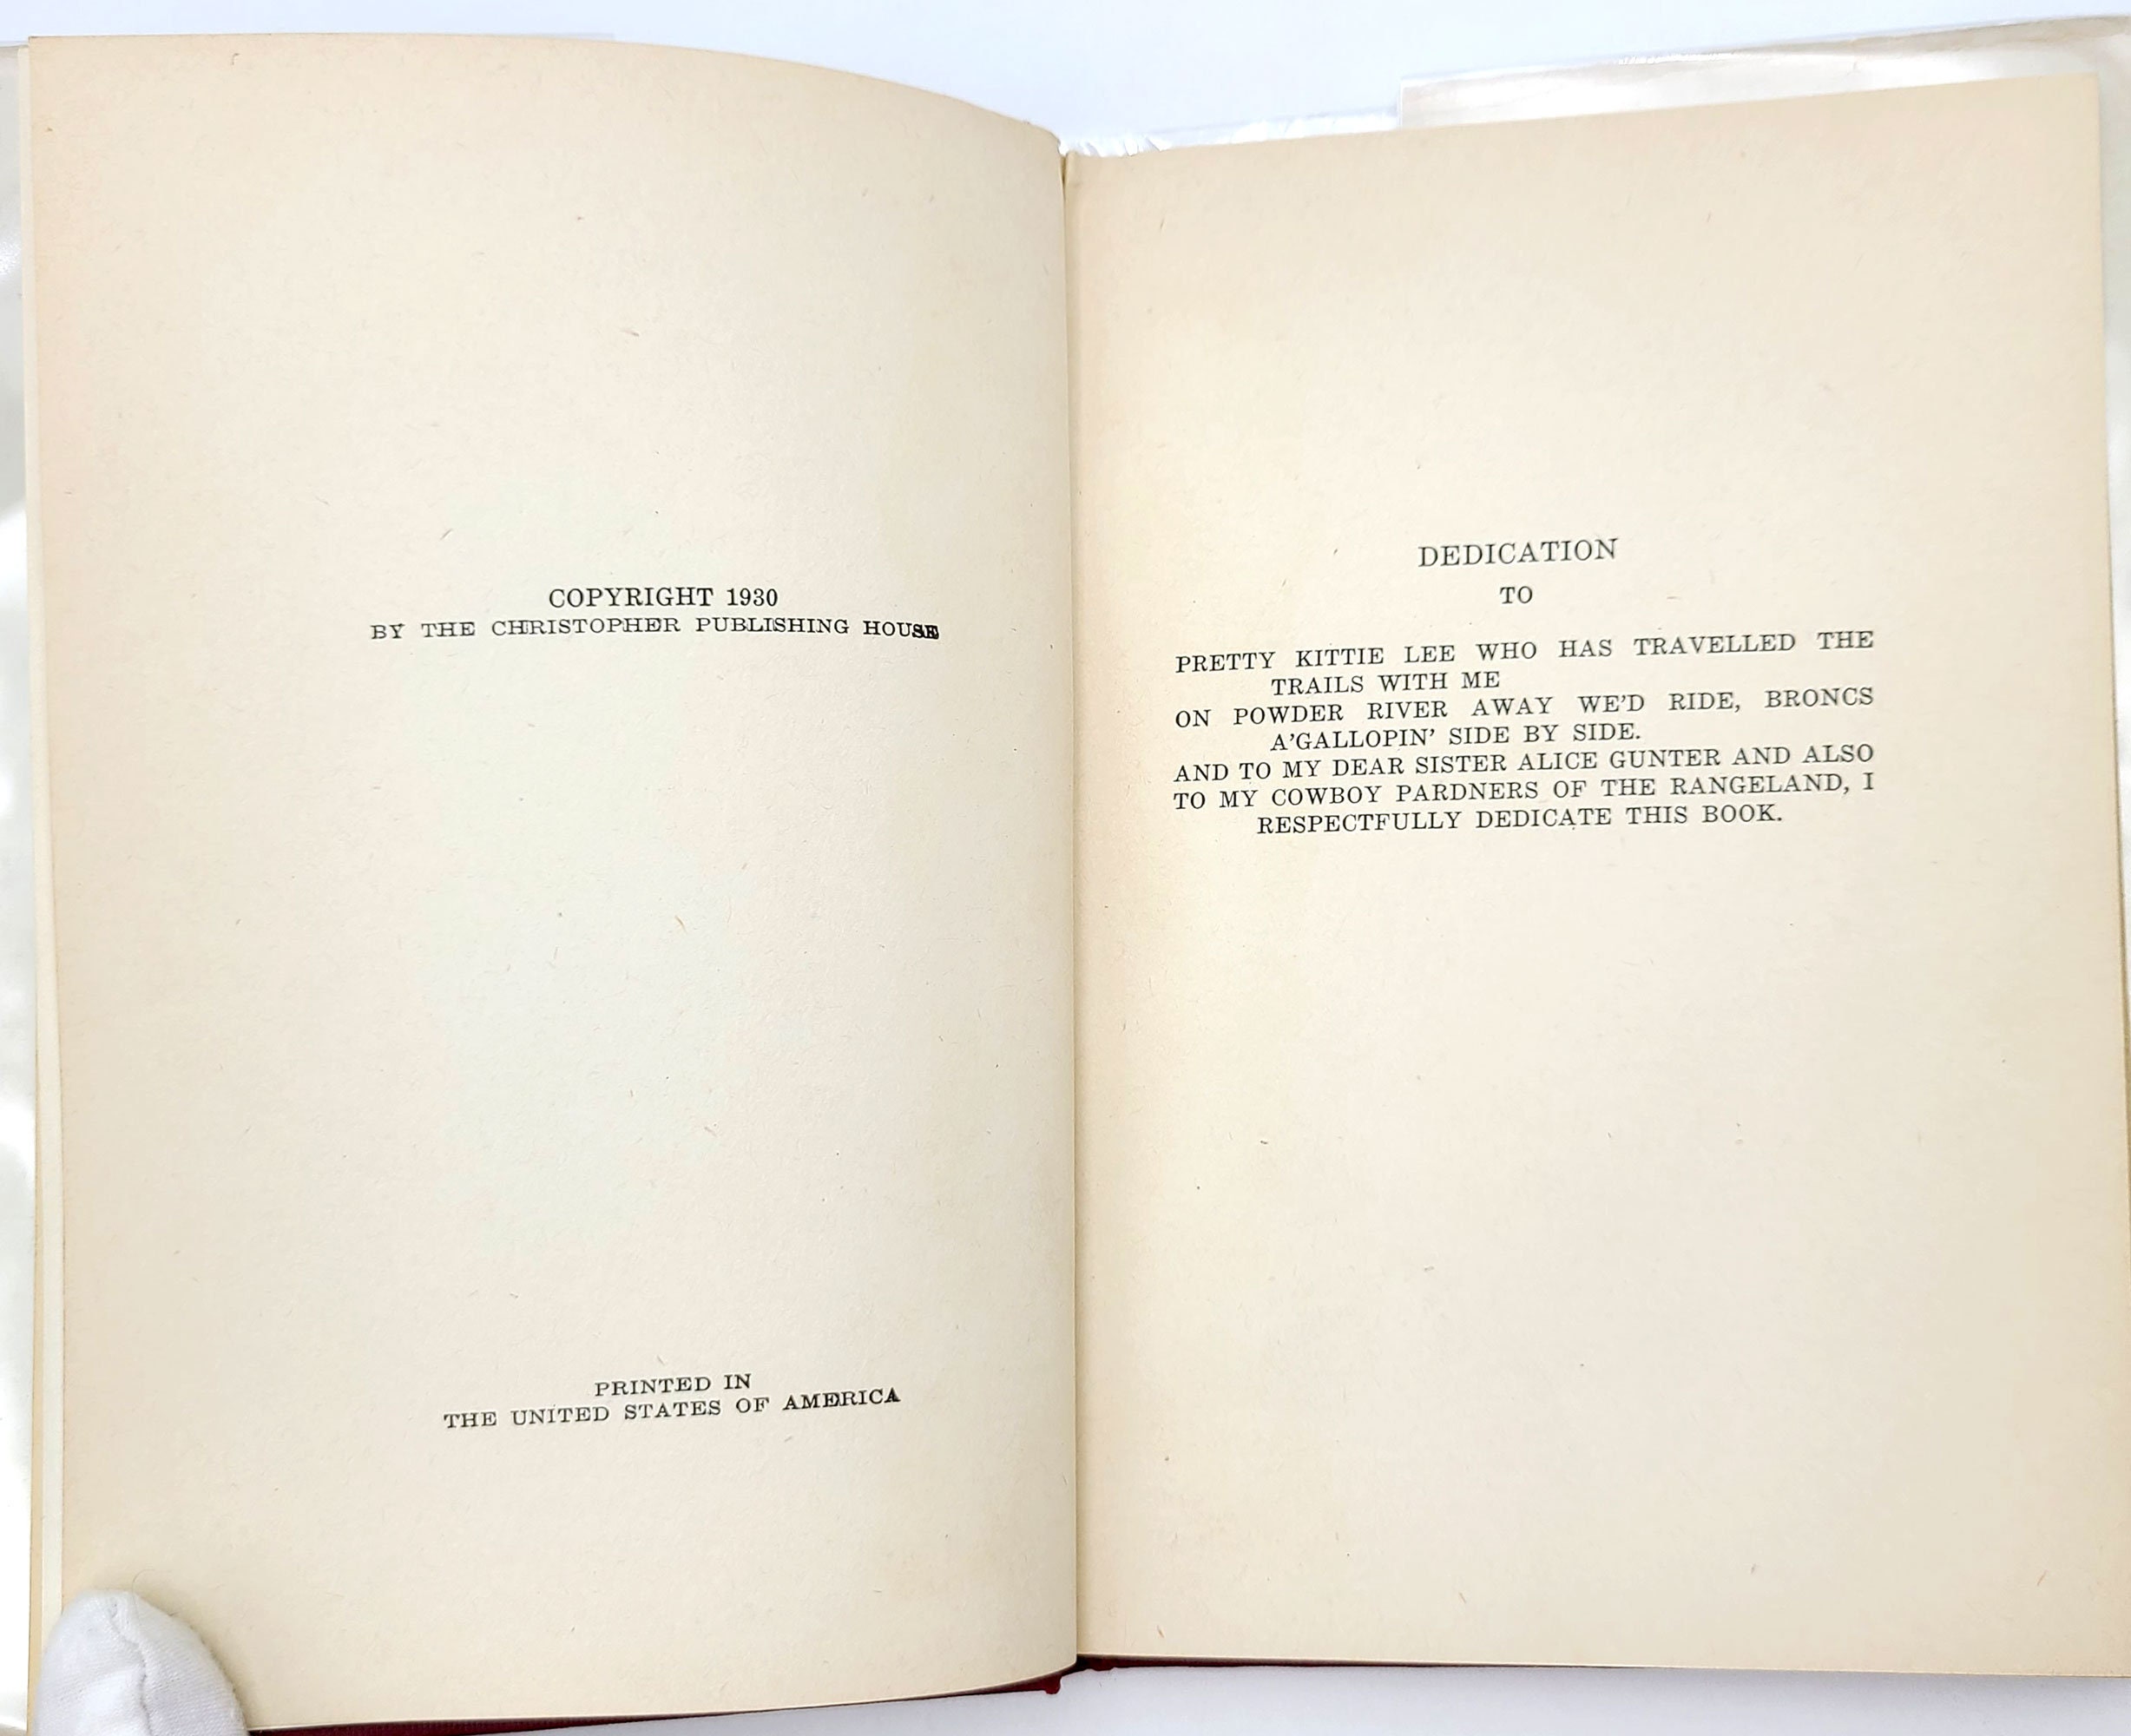 COPYRIGHT 1930
BY THE CHRISTOPHER PUBLISHING HOUSE
PRINTED IN
THE UNITED STATES OF AMERICA
DEDICATION
TO
PRETTY KITTIE LEE WHO HAS TRAVELLED THE
TRAILS WITH ME
ON POWDER RIVER AWAY WE'D RIDE, BRONCS
A'GALLOPIN' SIDE BY SIDE.
AND TO MY DEAR SISTER ALICE GUNTER AND ALSO
TO MY COWBOY PARDNERS OF THE RANGELAND, I
RESPECTFULLY DEDICATE THIS BOOK.